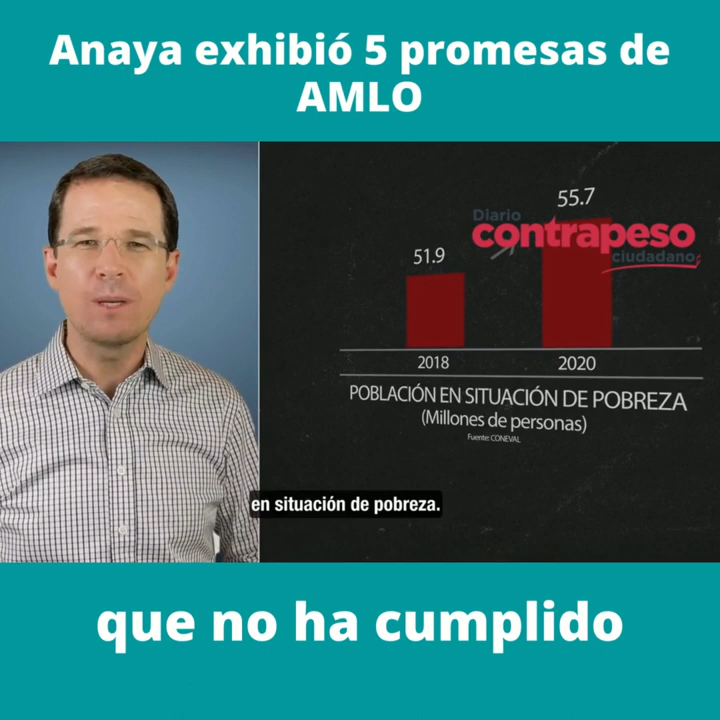 Anaya exhibió 5 promesas de
AMLO
55.7
Diario
contrapeso
ciudadano
51.9
2018
2020
POBLACIÓN EN SITUACIÓN DE POBREZA
(Millones de personas)
Fuente: CONEVAL
en situación de pobreza.
que no ha cumplido